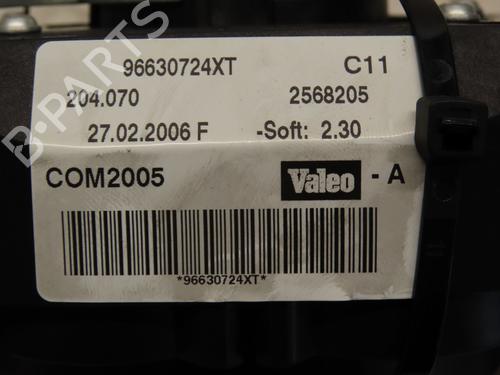 B-PARTS
96630724XT C11
204.070 2568205
27.02.2006 F -Soft: 2.30
COM2005 Valeo - A
*96630724XT*